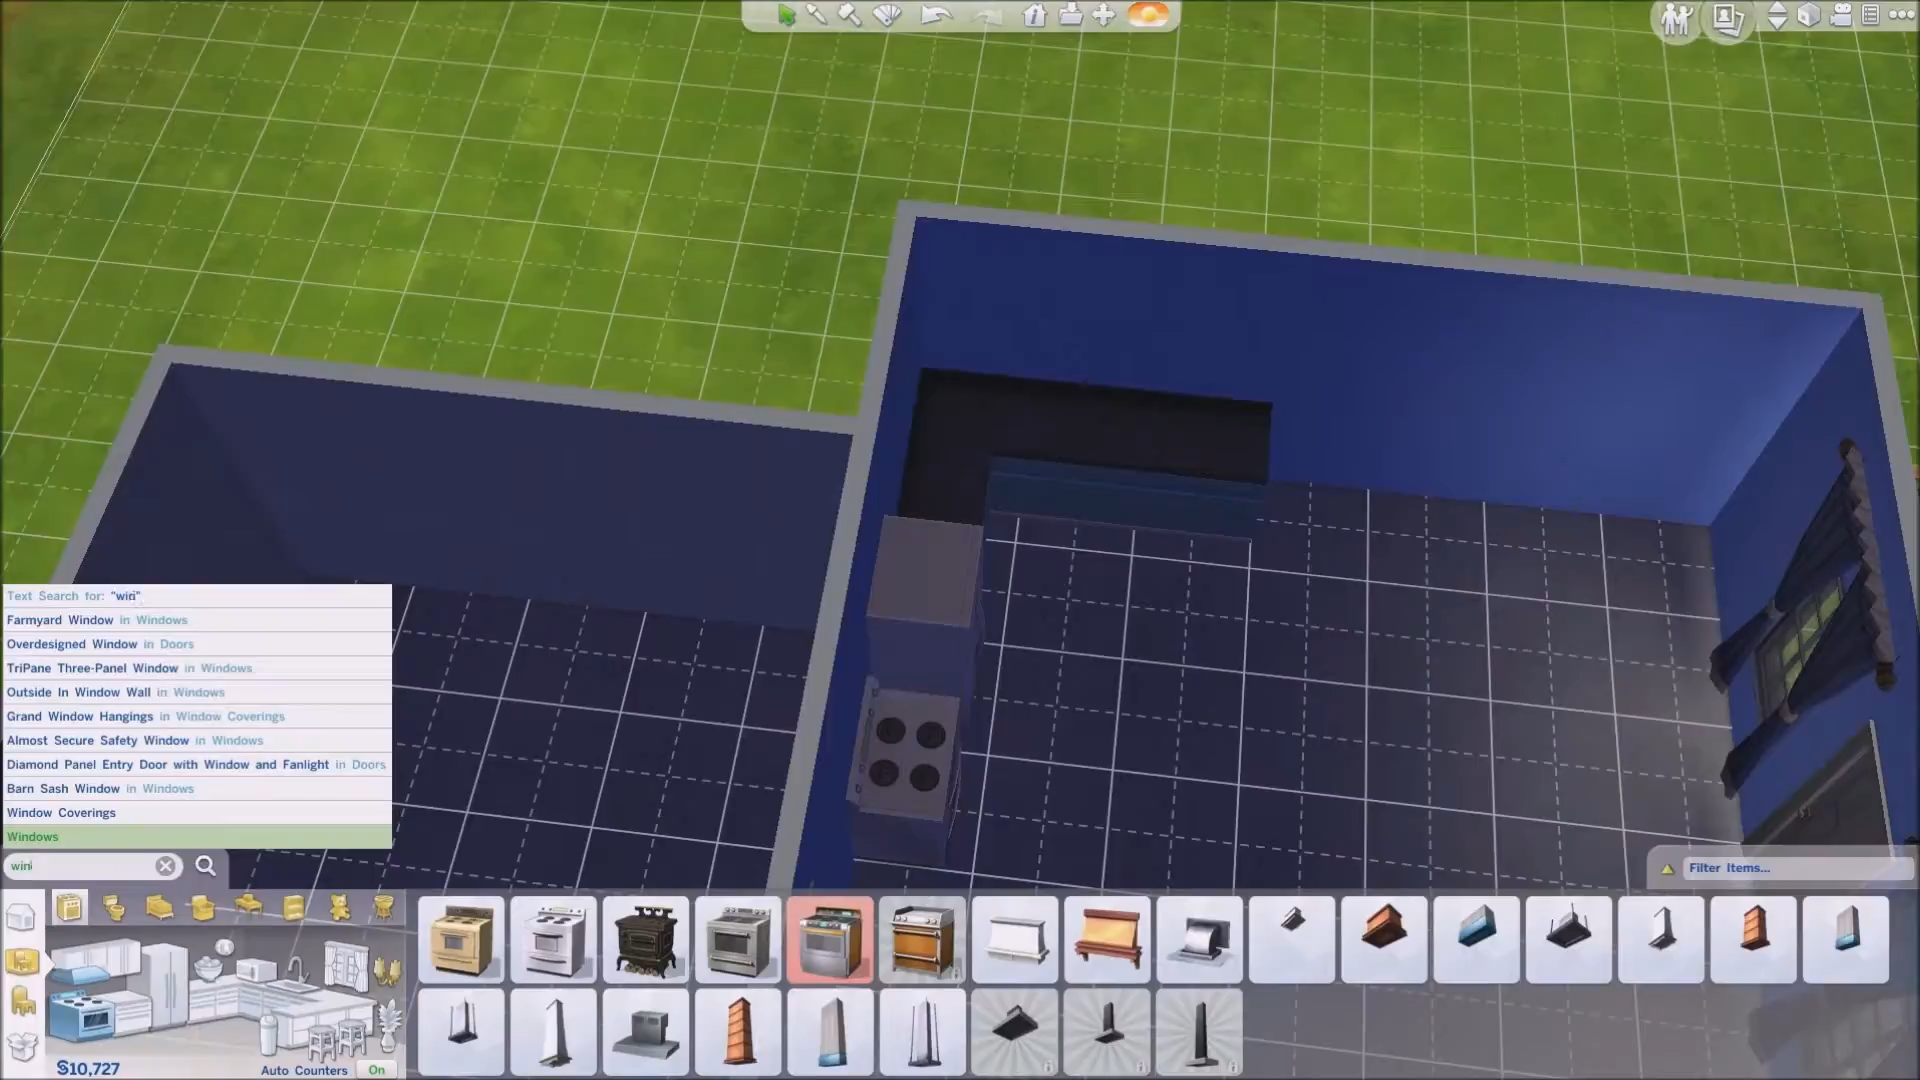 Text Search for: "win"
Farmyard Window in Windows
Overdesigned Window in Doors
TriPane Three-Panel Window in Windows
Outside In Window Wall in Windows
Grand Window Hangings in Window Coverings
Almost Secure Safety Window in Windows
Diamond Panel Entry Door with Window and Fanlight in Doors
Barn Sash Window in Windows
Window Coverings
Windows
win
Filter Items...
§10,727
Auto Counters On